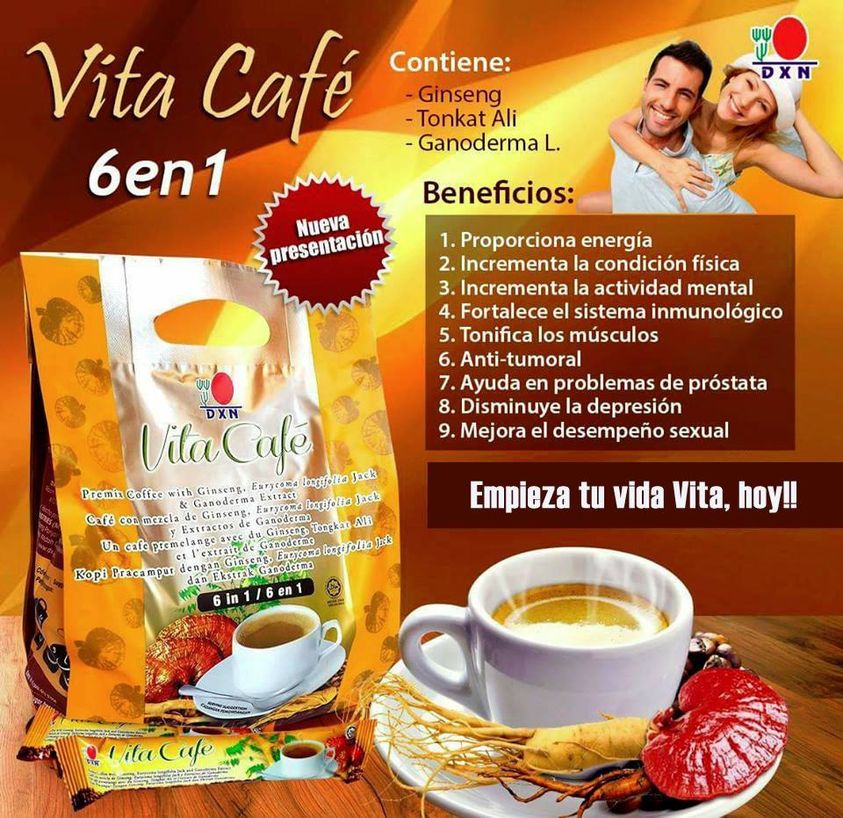 Vita Café
6en1
Contiene:
- Ginseng
- Tonkat Ali
- Ganoderma L.
DXN
Nueva
presentación
Beneficios:
1. Proporciona energía
2. Incrementa la condición física
3. Incrementa la actividad mental
4. Fortalece el sistema inmunológico
5. Tonifica los músculos
6. Anti-tumoral
7. Ayuda en problemas de próstata
8. Disminuye la depresión
9. Mejora el desempeño sexual
Empieza tu vida Vita, hoy!!
DXN
Vita Café
Premix Coffee with Ginseng, Eurycoma longifolia Jack
& Ganoderma Extract
Café con mezcla de Ginseng, Eurycoma longifolia Jack
y Extractos de Ganoderma
Un cafe premelange avec du Ginseng, Tongkat Ali
et l'extrait de Ganoderme
Kopi Pracampur dengan Ginseng, Eurycoma longifolia Jack
dan Ekstrak Ganoderma
6 in 1 / 6 en 1
SERVING SUGGESTION
DXN
Vita Café